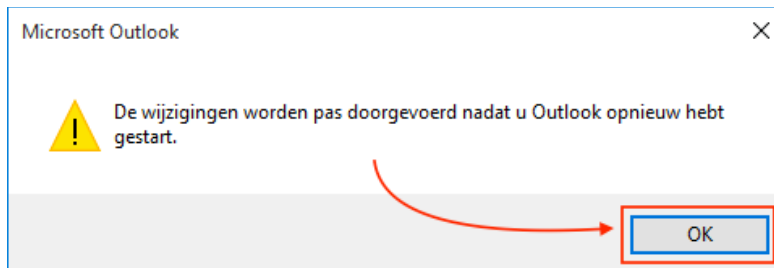 Microsoft Outlook
De wijzigingen worden pas doorgevoerd nadat u Outlook opnieuw hebt
gestart.
OK